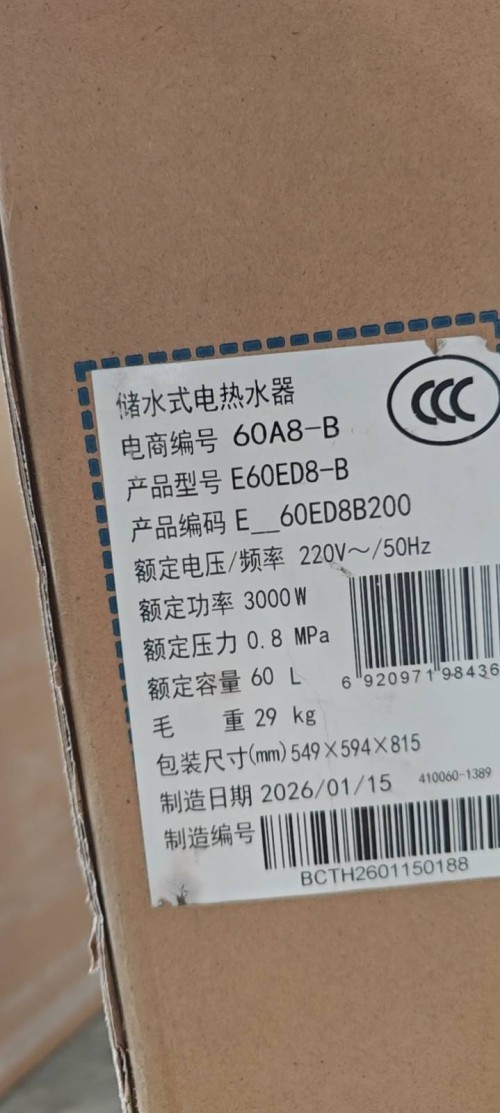 储水式电热水器
CCC
电商编号 60A8-B
产品型号 E60ED8-B
产品编码 E__60ED8B200
额定电压/频率 220V～/50Hz
额定功率 3000W
额定压力 0.8 MPa
额定容量 60 L
6 920971 98436
毛 重 29 kg
包装尺寸(mm) 549×594×815
制造日期 2026/01/15
410060-1389
制造编号
BCTH2601150188